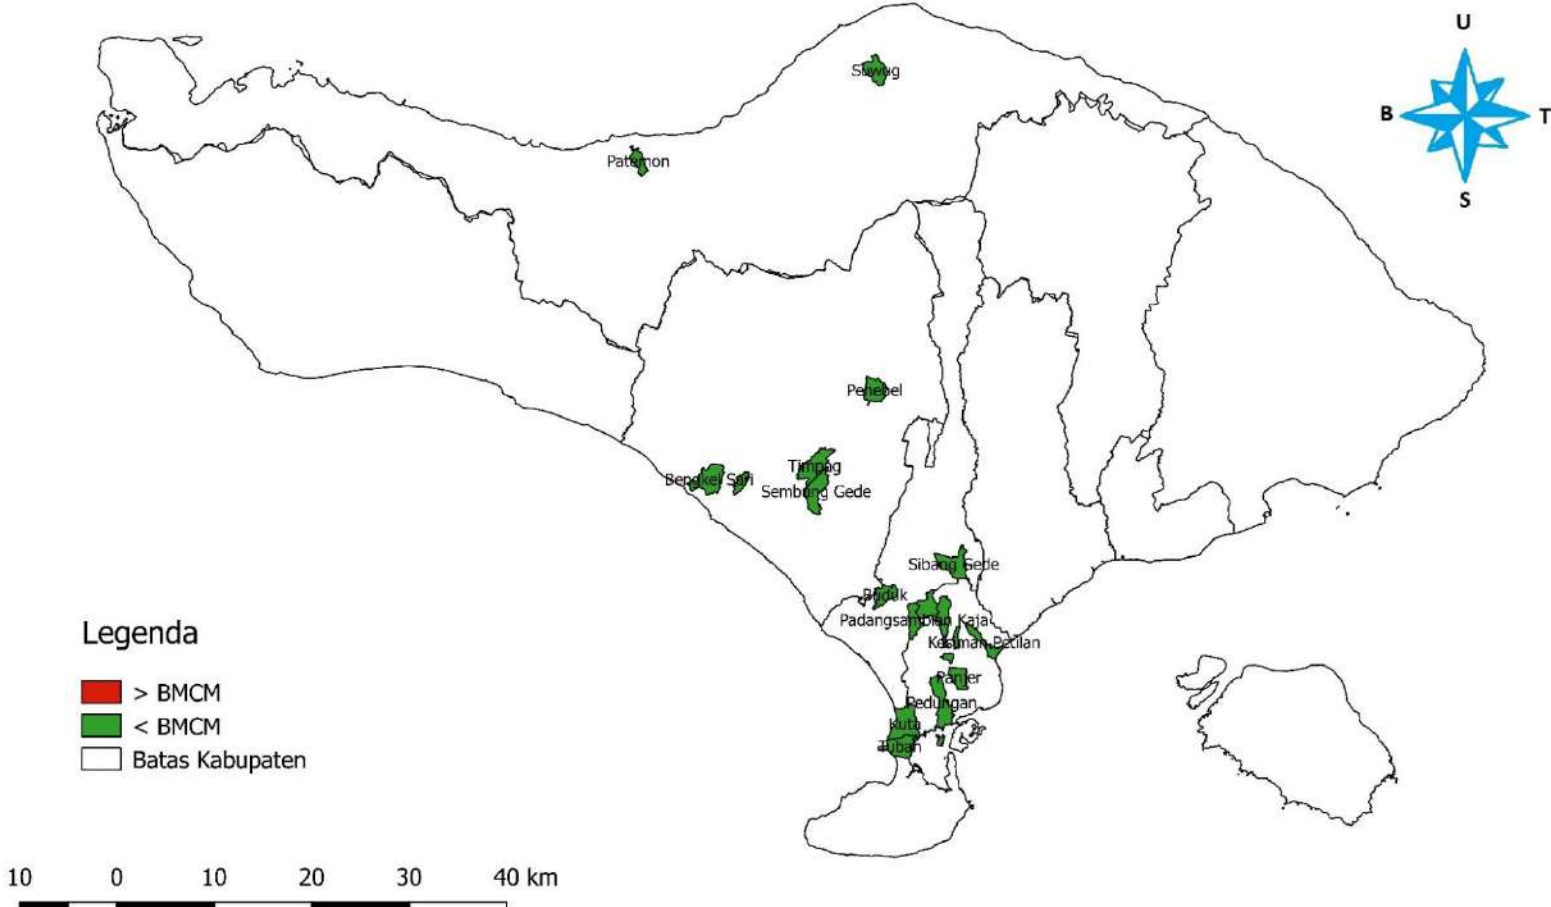 U
Suwug
B
T
Patemon
S
Penebel
Timpag
Bengkel Sari
Sembung Gede
Sibang Gede
Buduk
Padangsambian Kaja
Kesiman Petilan
Panjer
Pedungan
Kuta
Tuban
Legenda
> BMCM
< BMCM
Batas Kabupaten
10 0 10 20 30 40 km